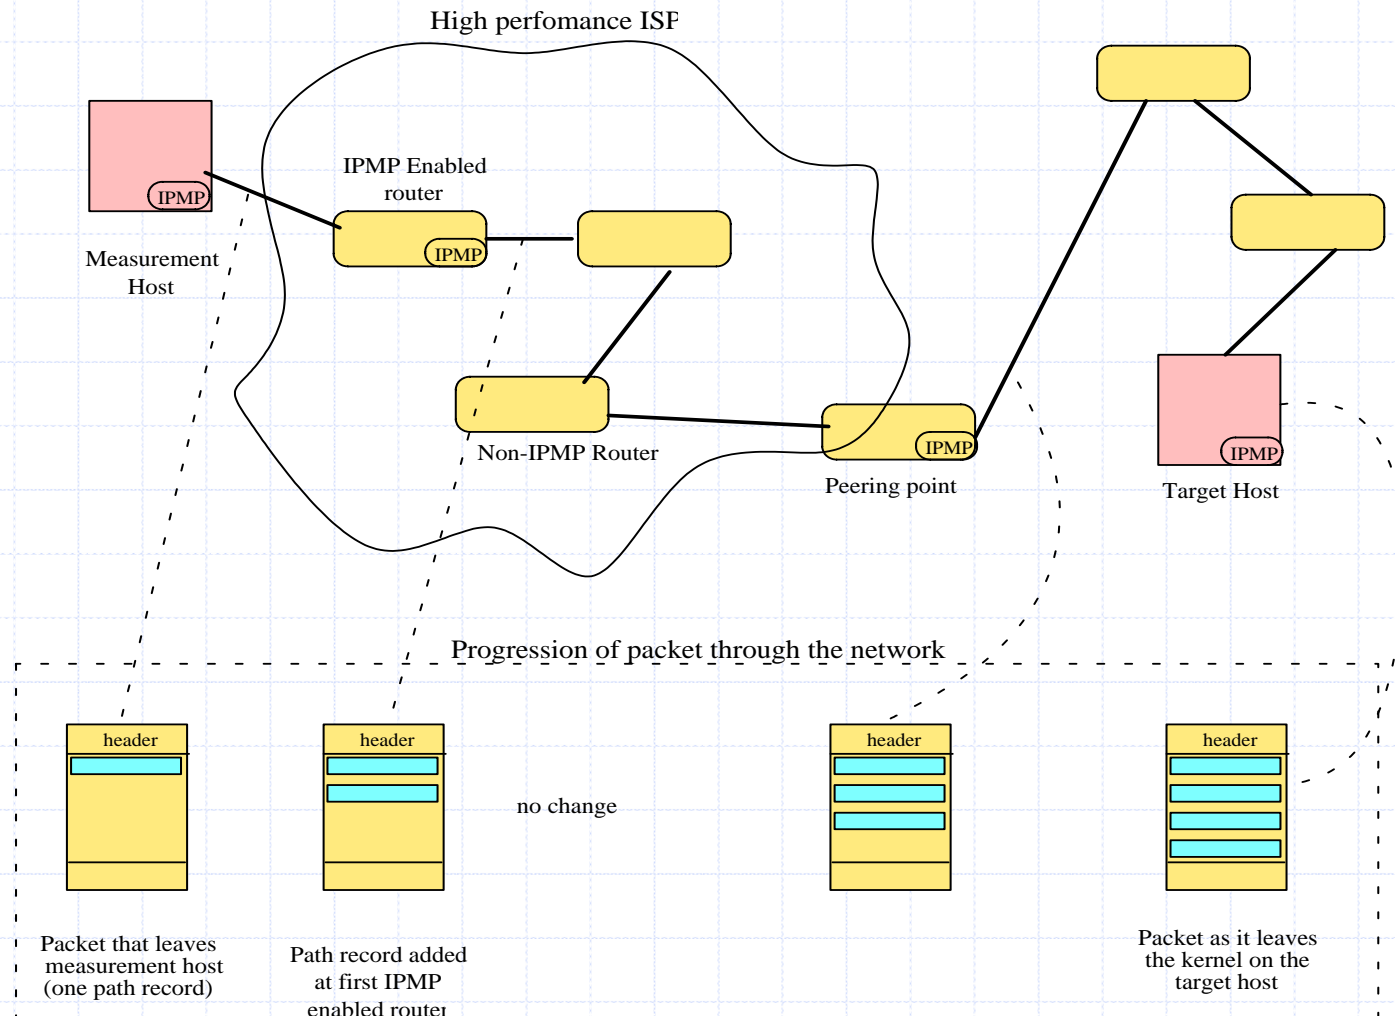 High perfomance ISP
IPMP Enabled
router
IPMP
Measurement
Host
IPMP
Non-IPMP Router
IPMP
Peering point
IPMP
Target Host
Progression of packet through the network
header
header
header
header
no change
Packet that leaves
measurement host
(one path record)
Path record added
at first IPMP
enabled router
Packet as it leaves
the kernel on the
target host